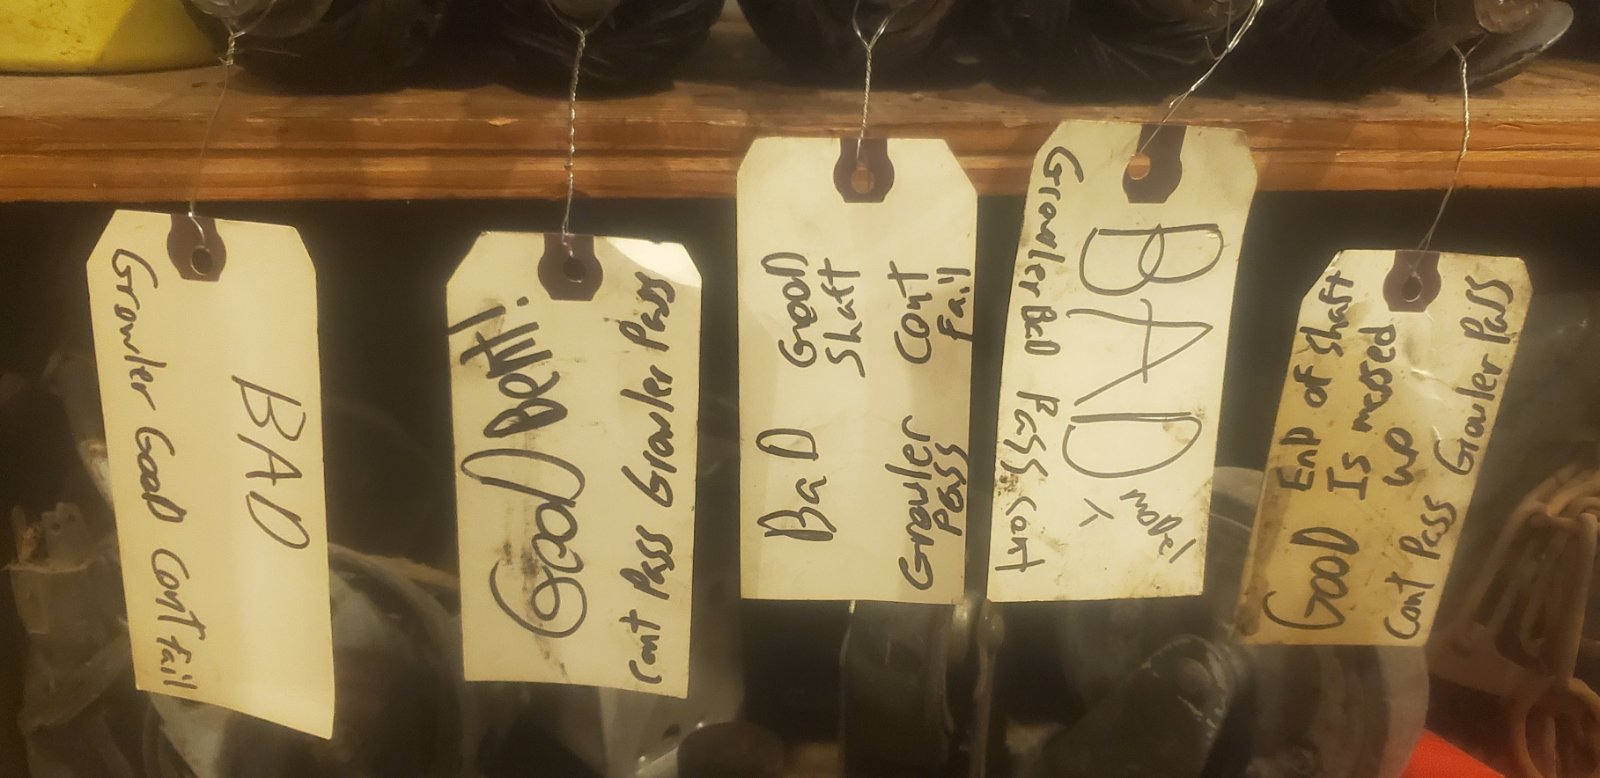 BAD
Growler Good Cont fail
GooD Bett!
Cont Pass Growler Pass
BaD GooD
Shaft
Growler Cont
Pass Fail
BAD
Growler BaD Pass Cont
model
GOOD EnD of Shaft
Is messed
up
Cont Pass Growler Pass